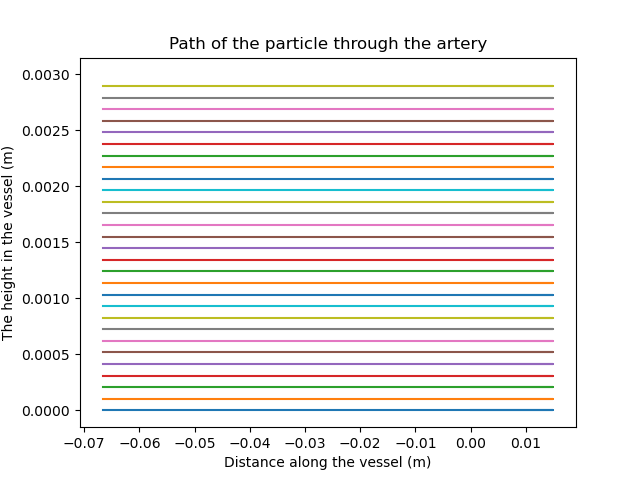 Path of the particle through the artery
0.0030
0.0025
0.0020
0.0015
0.0010
0.0005
0.0000
The height in the vessel (m)
−0.07 −0.06 −0.05 −0.04 −0.03 −0.02 −0.01 0.00 0.01
Distance along the vessel (m)